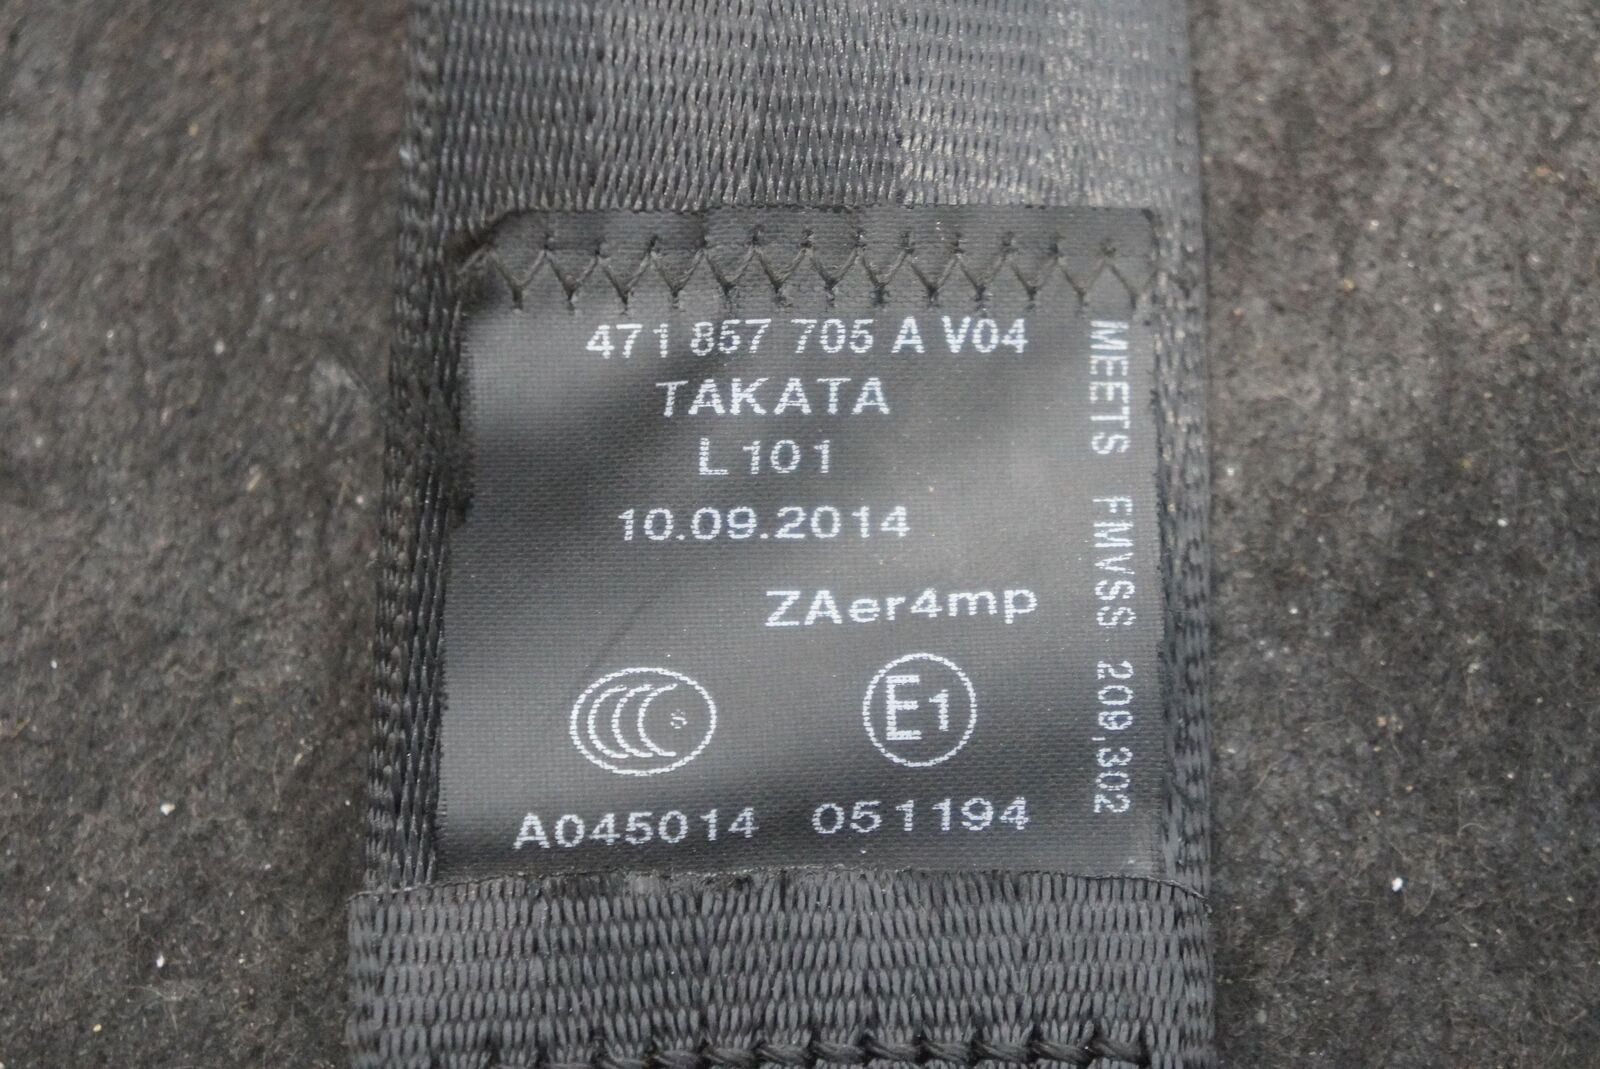 471 857 705 A V04
TAKATA
L101
10.09.2014
ZAer4mp
S
E1
A045014 051194
MEETS FMVSS 209,302